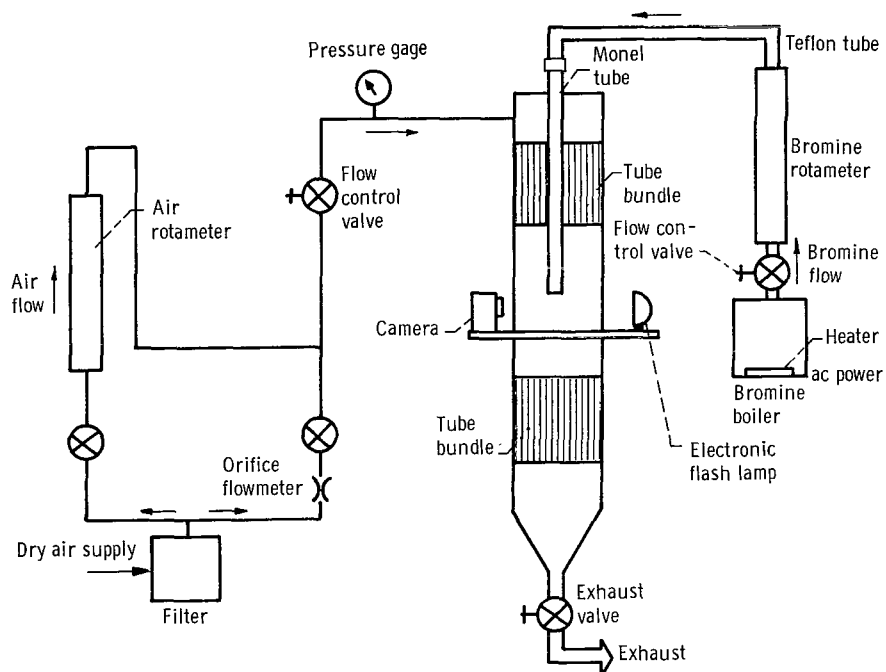 Pressure gage
Monel
tube
Teflon tube
Bromine
rotameter
Flow
control
valve
Tube
bundle
Air
rotameter
Air
flow
Flow con-
trol valve
Bromine
flow
Camera
Heater
ac power
Bromine
boiler
Tube
bundle
Electronic
flash lamp
Orifice
flowmeter
Dry air supply
Filter
Exhaust
valve
Exhaust